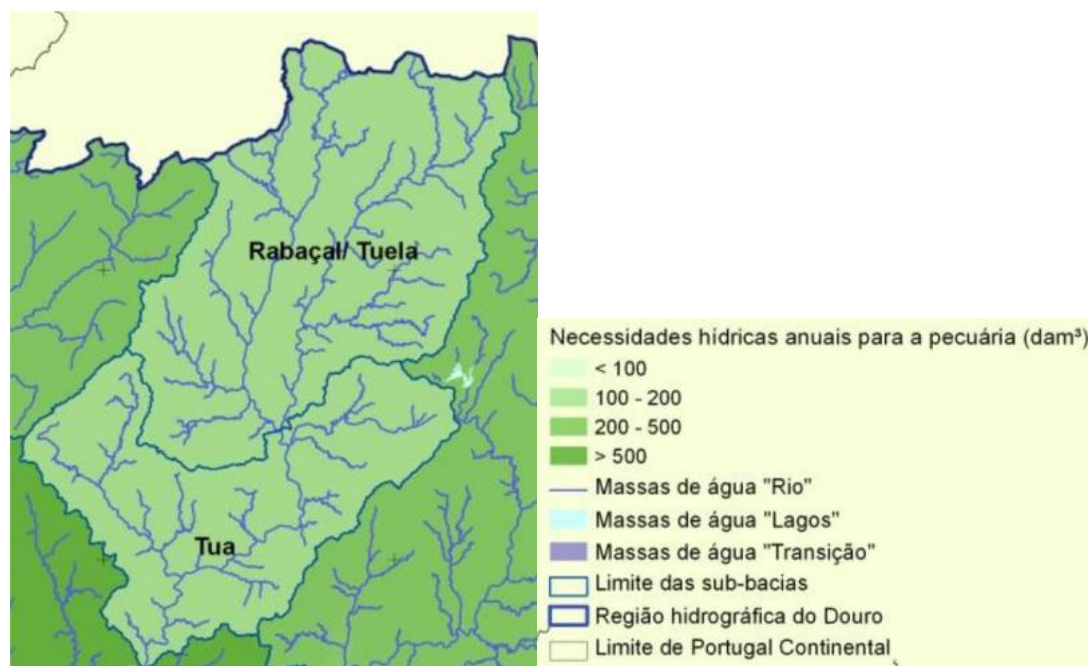 Rabaçal/ Tuela
Tua
Necessidades hídricas anuais para a pecuária (dam³)
< 100
100 - 200
200 - 500
> 500
Massas de água "Rio"
Massas de água "Lagos"
Massas de água "Transição"
Limite das sub-bacias
Região hidrográfica do Douro
Limite de Portugal Continental